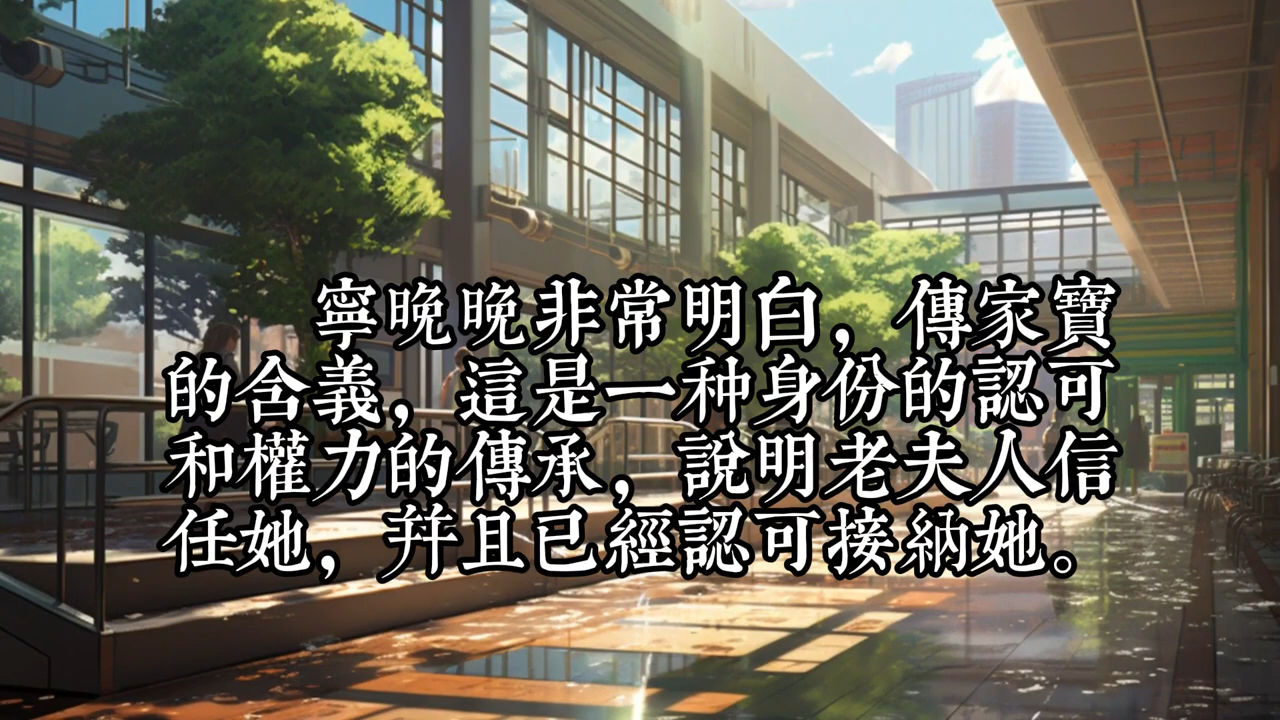 寧晚晚非常明白，傳家寶
的含義，這是一种身份的認可
和權力的傳承，說明老夫人信
任她，幷且已經認可接納她。